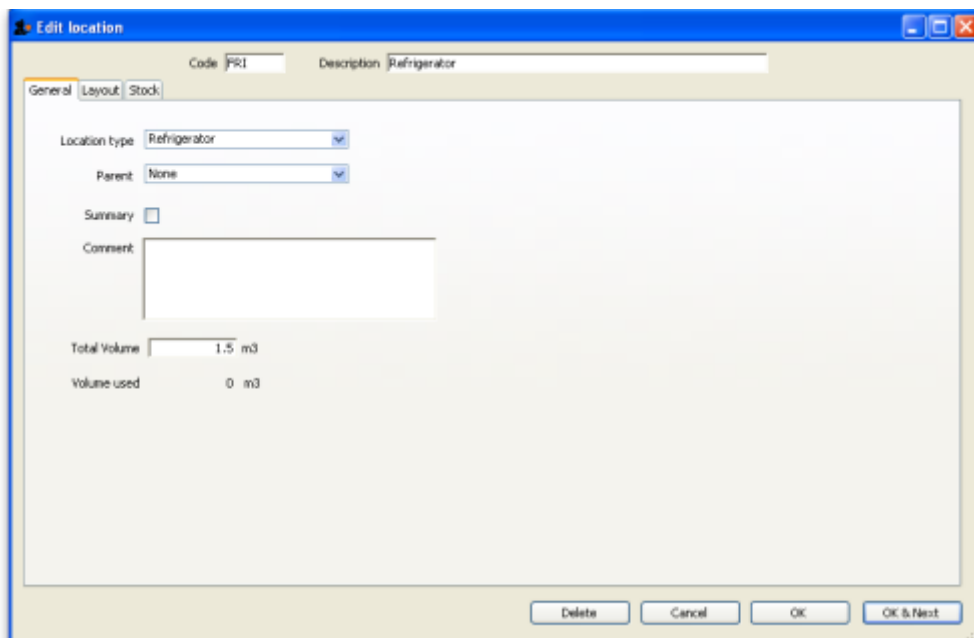 Edit location
Code FRI Description Refrigerator
General Layout Stock
Location type Refrigerator
Parent None
Summary
Comment
Total Volume 1.5 m3
Volume used 0 m3
Delete Cancel OK OK & Next